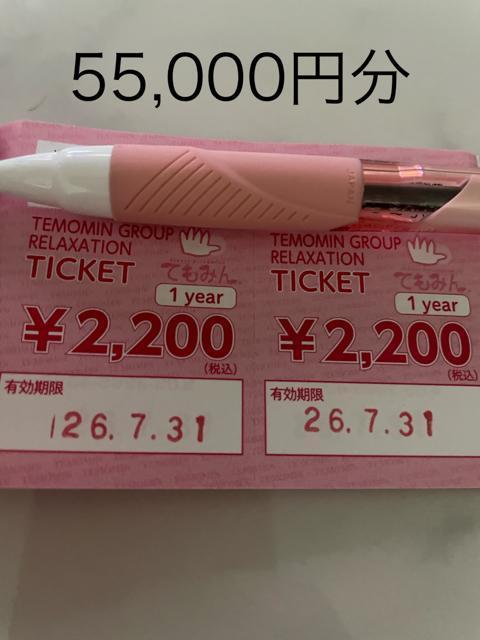 55,000円分
TEMOMIN GROUP
RELAXATION
TICKET
てもみん
1 year
¥2,200
(税込)
有効期限
'26.7.31
TEMOMIN GROUP
RELAXATION
TICKET
てもみん
1 year
¥2,200
(税込)
有効期限
26.7.31